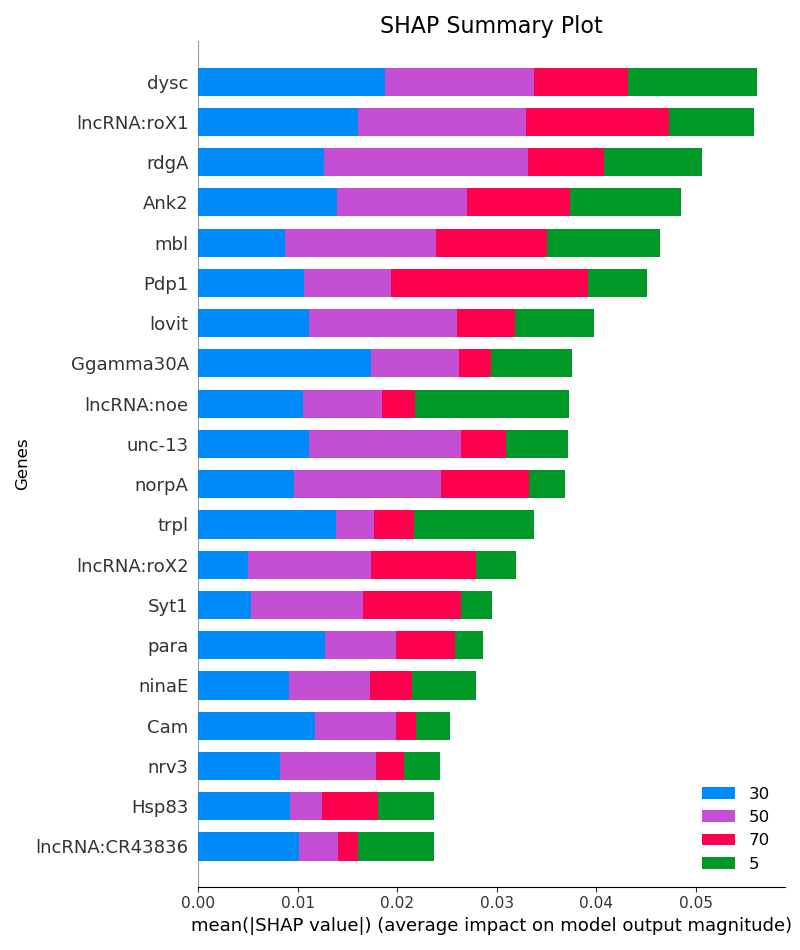 SHAP Summary Plot
Genes
dysc
lncRNA:roX1
rdgA
Ank2
mbl
Pdp1
lovit
Ggamma30A
lncRNA:noe
unc-13
norpA
trpl
lncRNA:roX2
Syt1
para
ninaE
Cam
nrv3
Hsp83
lncRNA:CR43836
30
50
70
5
0.00 0.01 0.02 0.03 0.04 0.05
mean(|SHAP value|) (average impact on model output magnitude)